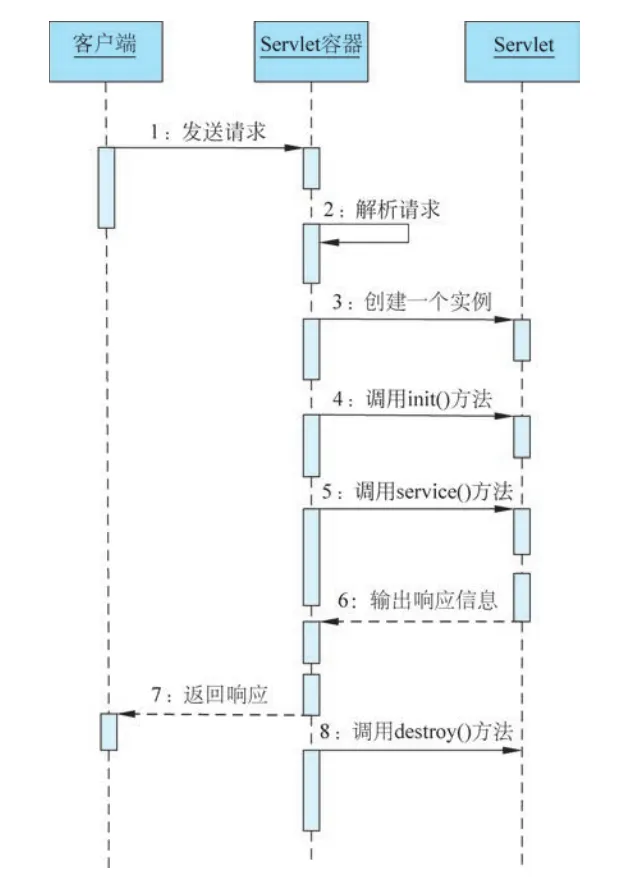 客户端
Servlet容器
Servlet
1：发送请求
2：解析请求
3：创建一个实例
4：调用init()方法
5：调用service()方法
6：输出响应信息
7：返回响应
8：调用destroy()方法